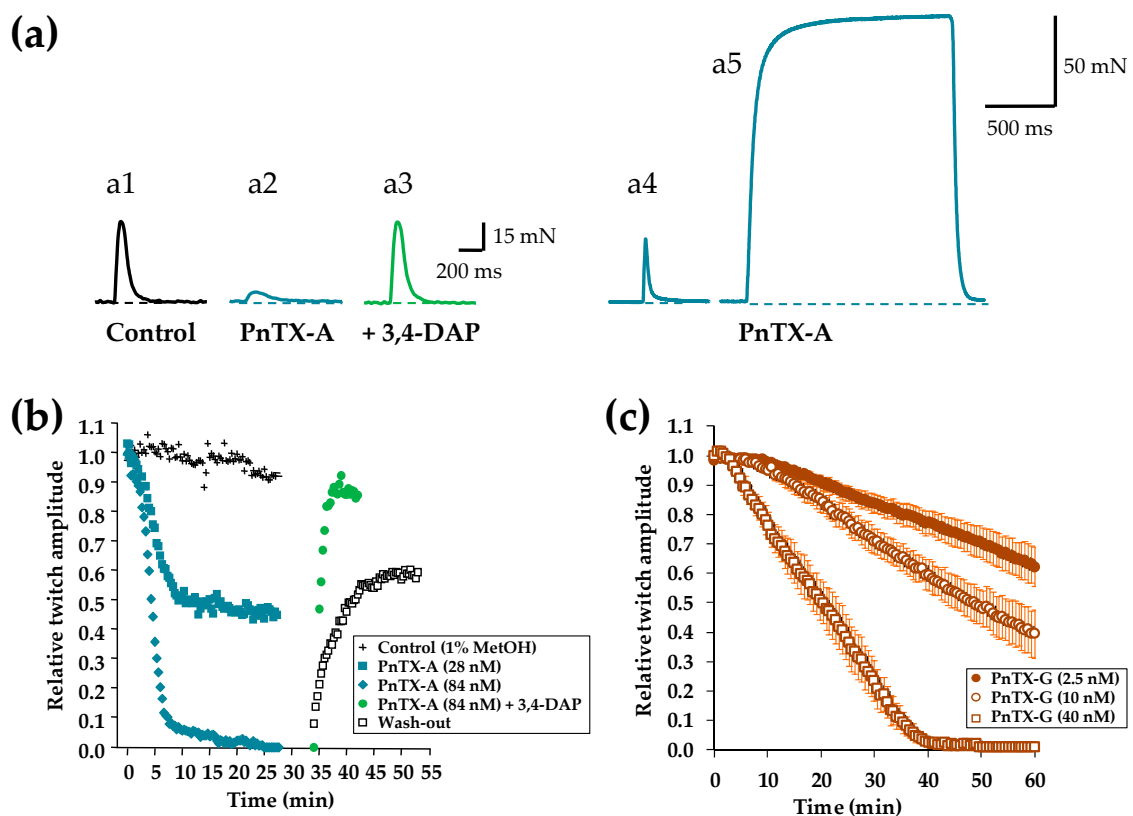 (a)
a1
a2
a3
15 mN
200 ms
Control
PnTX-A
+ 3,4-DAP
a4
a5
50 mN
500 ms
PnTX-A
(b)
Relative twitch amplitude
1.1
1.0
0.9
0.8
0.7
0.6
0.5
0.4
0.3
0.2
0.1
0.0
Control (1% MetOH)
PnTX-A (28 nM)
PnTX-A (84 nM)
PnTX-A (84 nM) + 3,4-DAP
Wash-out
0 5 10 15 20 25 30 35 40 45 50 55
Time (min)
(c)
Relative twitch amplitude
1.1
1.0
0.9
0.8
0.7
0.6
0.5
0.4
0.3
0.2
0.1
0.0
PnTX-G (2.5 nM)
PnTX-G (10 nM)
PnTX-G (40 nM)
0 10 20 30 40 50 60
Time (min)